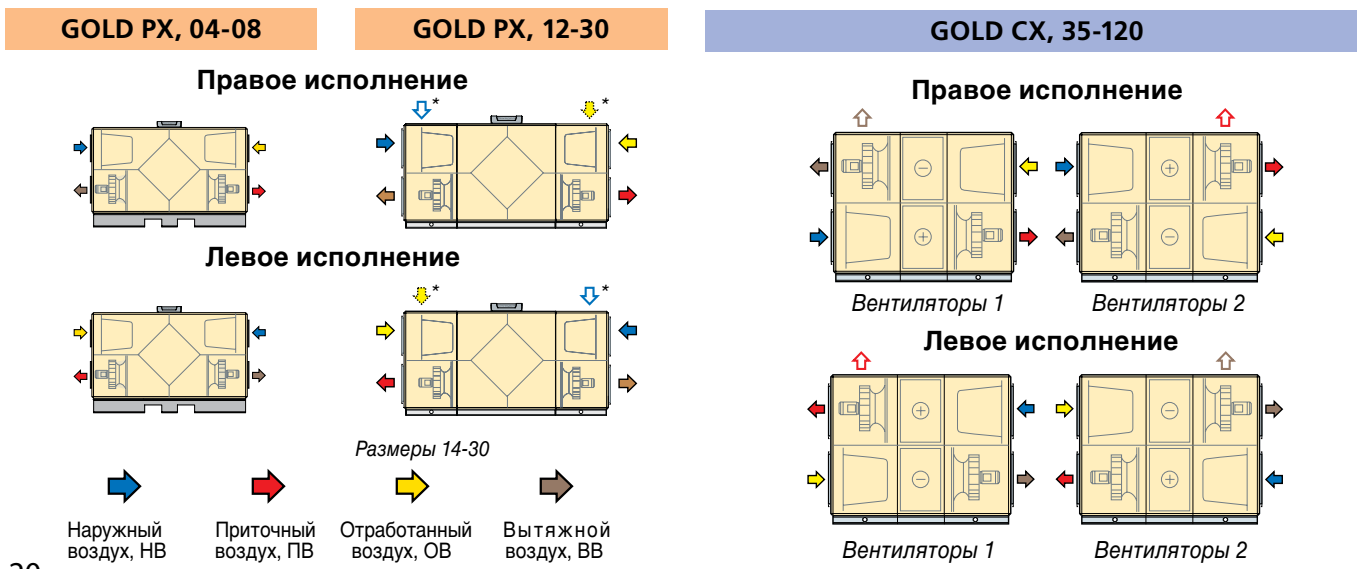 GOLD PX, 04-08
GOLD PX, 12-30
GOLD CX, 35-120
Правое исполнение
*
*
Левое исполнение
*
*
Размеры 14-30
Наружный
воздух, НВ
Приточный
воздух, ПВ
Отработанный
воздух, ОВ
Вытяжной
воздух, ВВ
Правое исполнение
−
+
+
−
Вентиляторы 1
Вентиляторы 2
Левое исполнение
+
−
−
+
Вентиляторы 1
Вентиляторы 2